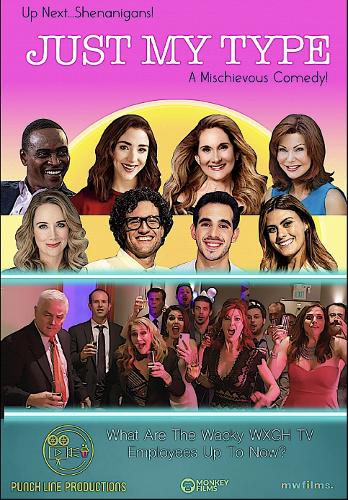 Up Next...Shenanigans!
JUST MY TYPE
A Mischievous Comedy!
What Are The Wacky WXGH TV
Employees Up To Now?
PUNCH LINE PRODUCTIONS
MONKEY
FILMS
mwfilms.